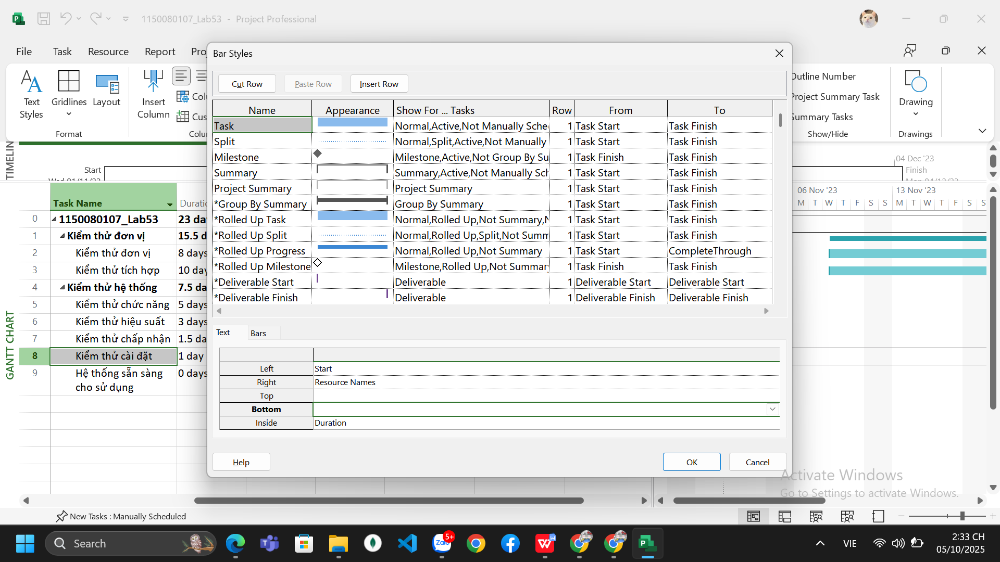 1150080107_Lab53 - Project Professional
File Task Resource Report
Text Styles
Gridlines
Layout
Format
Insert Column
Outline Number
Project Summary Task
Summary Tasks
Show/Hide
Drawing
Drawings
Bar Styles
Cut Row Paste Row Insert Row
Name Appearance Show For ... Tasks Row From To
Task Normal,Active,Not Manually Sche 1 Task Start Task Finish
Split Normal,Split,Active,Not Manually 1 Task Start Task Finish
Milestone Milestone,Active,Not Group By Su 1 Task Finish Task Finish
Summary Summary,Active,Not Manually Sch 1 Task Start Task Finish
Project Summary Project Summary 1 Task Start Task Finish
*Group By Summary Group By Summary 1 Task Start Task Finish
*Rolled Up Task Normal,Rolled Up,Not Summary, 1 Task Start Task Finish
*Rolled Up Split Normal,Rolled Up,Split,Not Summ 1 Task Start Task Finish
*Rolled Up Progress Normal,Rolled Up,Not Summary 1 Task Start CompleteThrough
*Rolled Up Milestone Milestone,Rolled Up,Not Summar 1 Task Finish Task Finish
*Deliverable Start Deliverable 1 Deliverable Start Deliverable Start
*Deliverable Finish Deliverable 1 Deliverable Finish Deliverable Finish
Text Bars
Left Start
Right Resource Names
Top
Bottom
Inside Duration
Help OK Cancel
TIMELIN
Start
04 Dec '23
Finish
GANTT CHART
Task Name
0 1150080107_Lab53 23 da
1 Kiểm thử đơn vị 15.5 d
2 Kiểm thử đơn vị 8 days
3 Kiểm thử tích hợp 10 day
4 Kiểm thử hệ thống 7.5 da
5 Kiểm thử chức năng 5 days
6 Kiểm thử hiệu suất 3 days
7 Kiểm thử chấp nhận 1.5 da
8 Kiểm thử cài đặt 1 day
9 Hệ thống sẵn sàng cho sử dụng 0 days
06 Nov '23 13 Nov '23
M T W T F S S M T W T F S S
Activate Windows
Go to Settings to activate Windows.
New Tasks : Manually Scheduled
Search
5+
Zalo
VIE
2:33 CH
05/10/2025